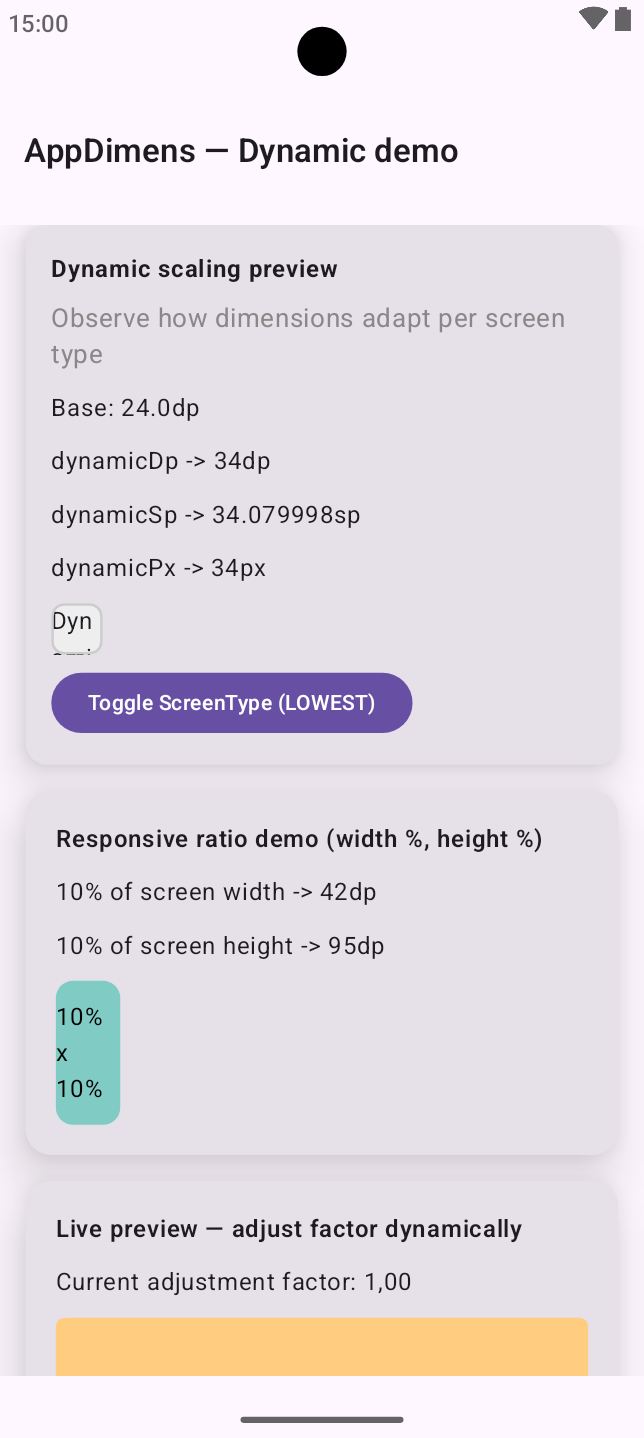 15:00
AppDimens — Dynamic demo
Dynamic scaling preview
Observe how dimensions adapt per screen
type
Base: 24.0dp
dynamicDp -> 34dp
dynamicSp -> 34.079998sp
dynamicPx -> 34px
Dyn
Toggle ScreenType (LOWEST)
Responsive ratio demo (width %, height %)
10% of screen width -> 42dp
10% of screen height -> 95dp
10%
x
10%
Live preview — adjust factor dynamically
Current adjustment factor: 1,00